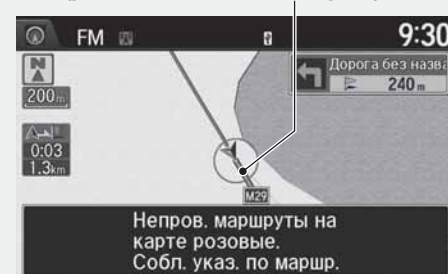 FM
9:30
N
200m
Дорога без назва
240 m
0:03
1.3km
M29
Непров. маршруты на
карте розовые.
Собл. указ. по маршр.